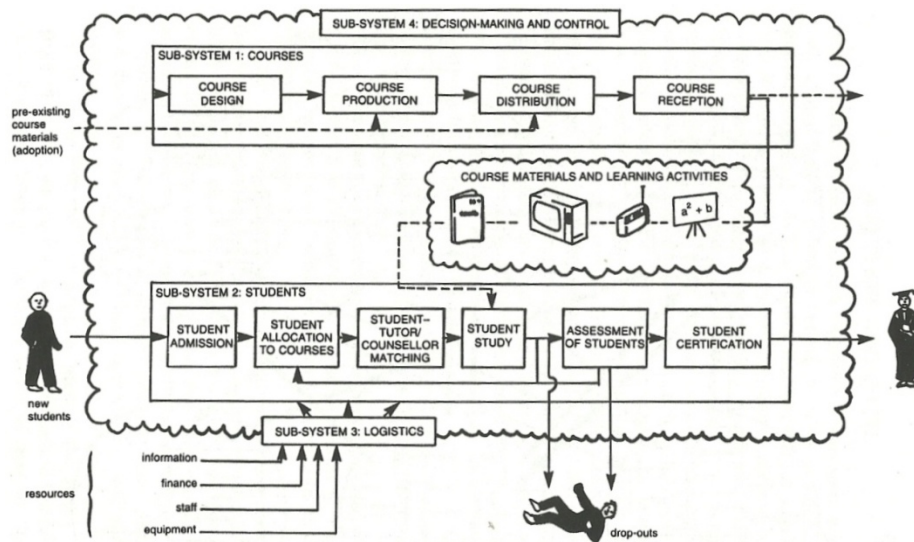 SUB-SYSTEM 4: DECISION-MAKING AND CONTROL
SUB-SYSTEM 1: COURSES
COURSE
DESIGN
COURSE
PRODUCTION
COURSE
DISTRIBUTION
COURSE
RECEPTION
pre-existing
course
materials
(adoption)
COURSE MATERIALS AND LEARNING ACTIVITIES
a² + b
SUB-SYSTEM 2: STUDENTS
STUDENT
ADMISSION
STUDENT
ALLOCATION
TO COURSES
STUDENT–
TUTOR/
COUNSELLOR
MATCHING
STUDENT
STUDY
ASSESSMENT
OF STUDENTS
STUDENT
CERTIFICATION
new
students
SUB-SYSTEM 3: LOGISTICS
resources
information
finance
staff
equipment
drop-outs